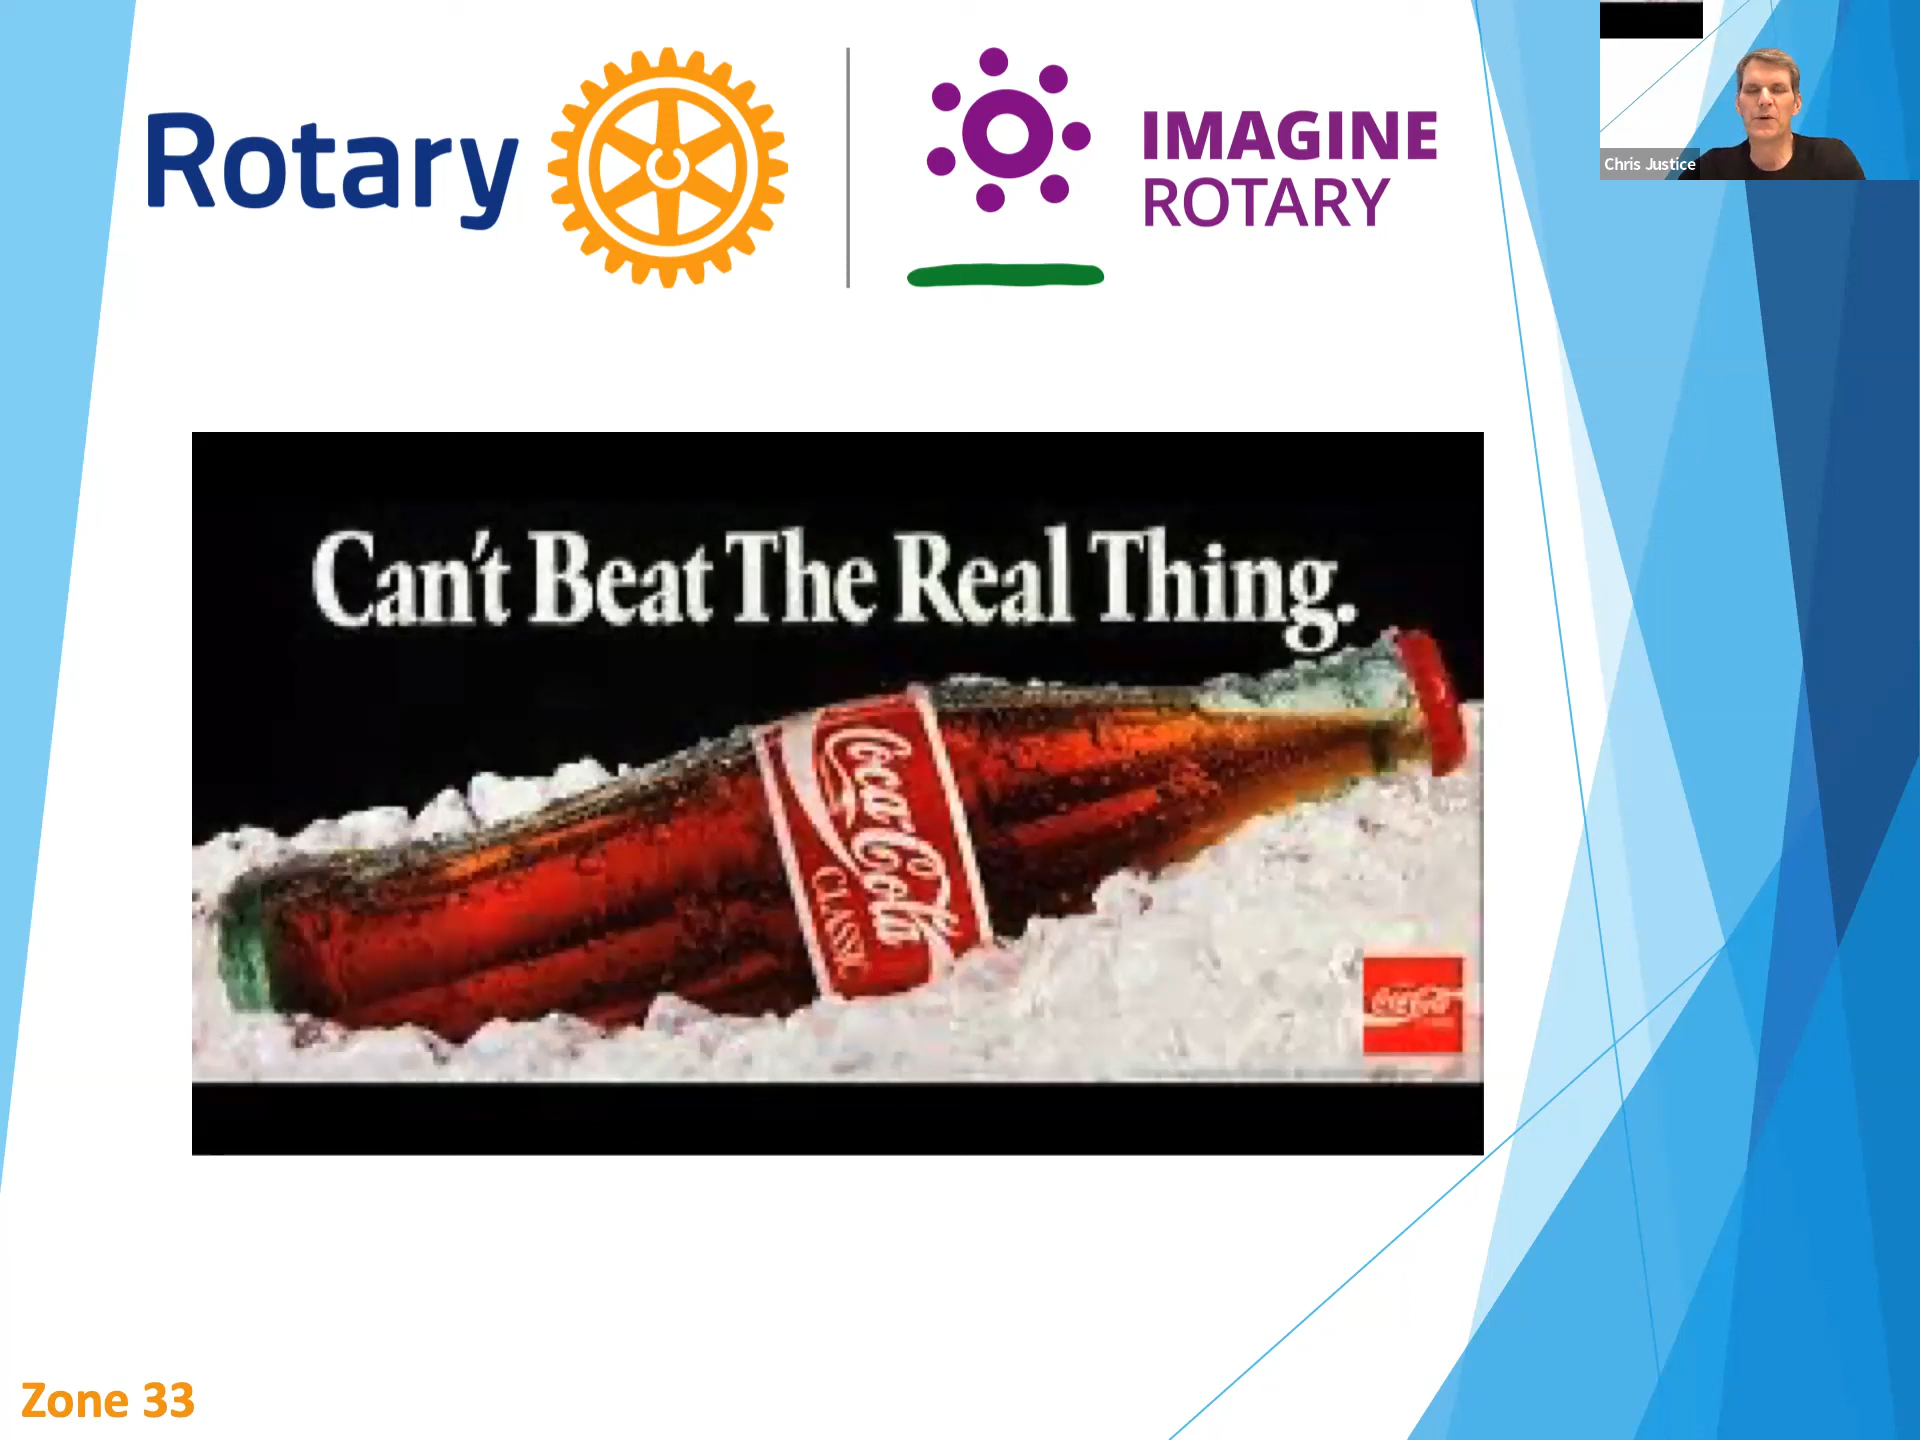 Rotary
IMAGINE
ROTARY
Chris Justice
Can't Beat The Real Thing.
Coca-Cola
CLASSIC
Coca-Cola
Zone 33